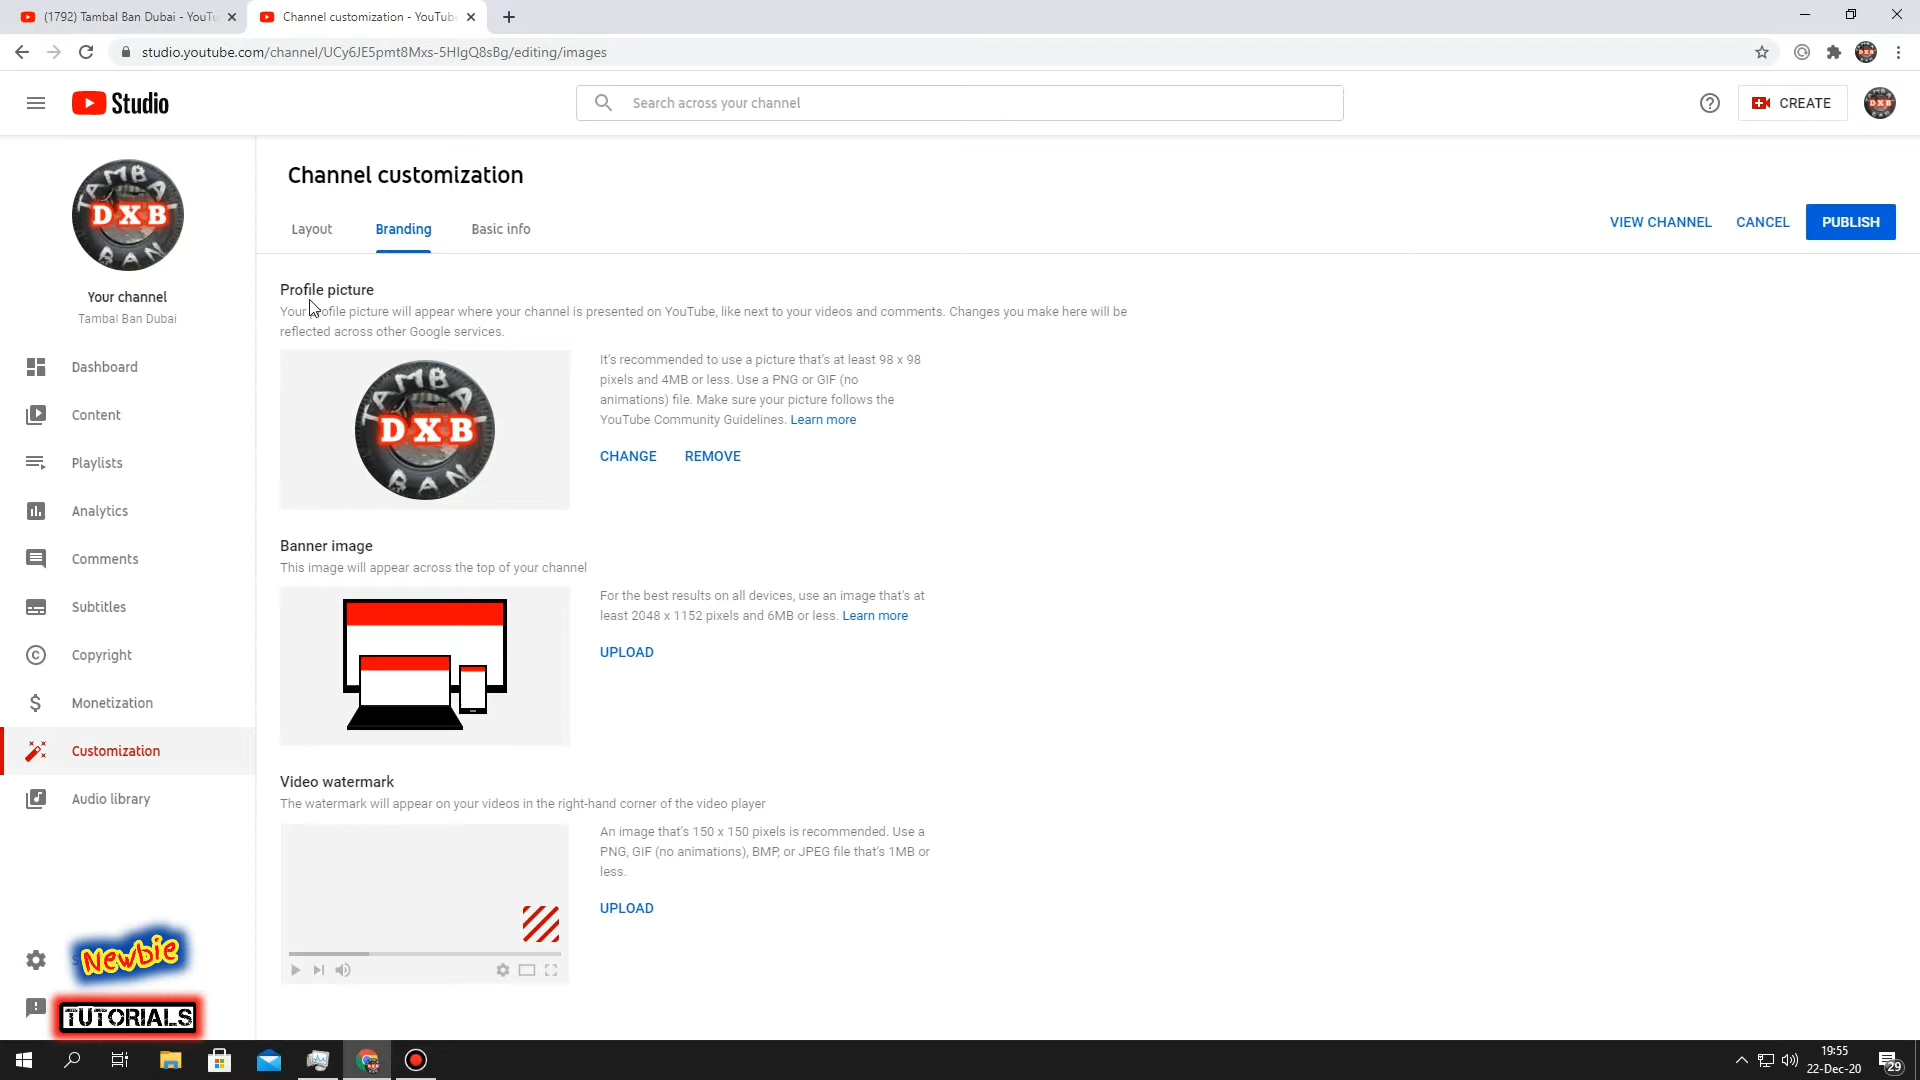 (1792) Tambal Ban Dubai - YouTu
Channel customization - YouTub
studio.youtube.com/channel/UCy6JE5pmt8Mxs-5HIgQ8sBg/editing/images
Studio
Search across your channel
CREATE
TAMBAL
DXB
BAN
Your channel
Tambal Ban Dubai
Dashboard
Content
Playlists
Analytics
Comments
Subtitles
Copyright
Monetization
Customization
Audio library
Newbie
TUTORIALS
Channel customization
Layout
Branding
Basic info
VIEW CHANNEL
CANCEL
PUBLISH
Profile picture
Your profile picture will appear where your channel is presented on YouTube, like next to your videos and comments. Changes you make here will be
reflected across other Google services.
TAMBAL
DXB
BAN
It's recommended to use a picture that's at least 98 x 98
pixels and 4MB or less. Use a PNG or GIF (no
animations) file. Make sure your picture follows the
YouTube Community Guidelines. Learn more
CHANGE
REMOVE
Banner image
This image will appear across the top of your channel
For the best results on all devices, use an image that's at
least 2048 x 1152 pixels and 6MB or less. Learn more
UPLOAD
Video watermark
The watermark will appear on your videos in the right-hand corner of the video player
An image that's 150 x 150 pixels is recommended. Use a
PNG, GIF (no animations), BMP, or JPEG file that's 1MB or
less.
UPLOAD
19:55
22-Dec-20
29